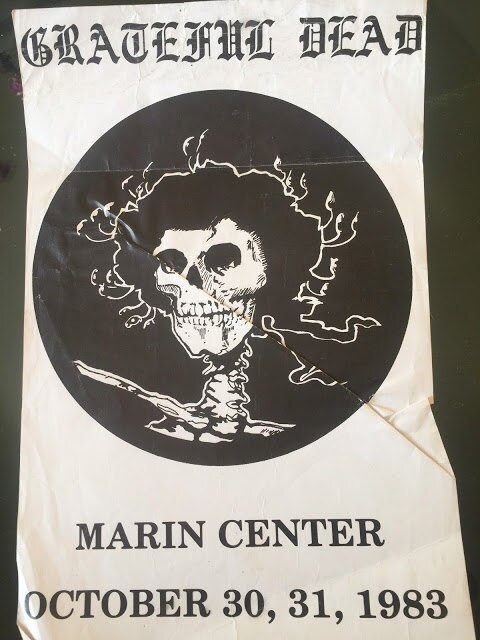 GRATEFUL DEAD
MARIN CENTER
OCTOBER 30, 31, 1983